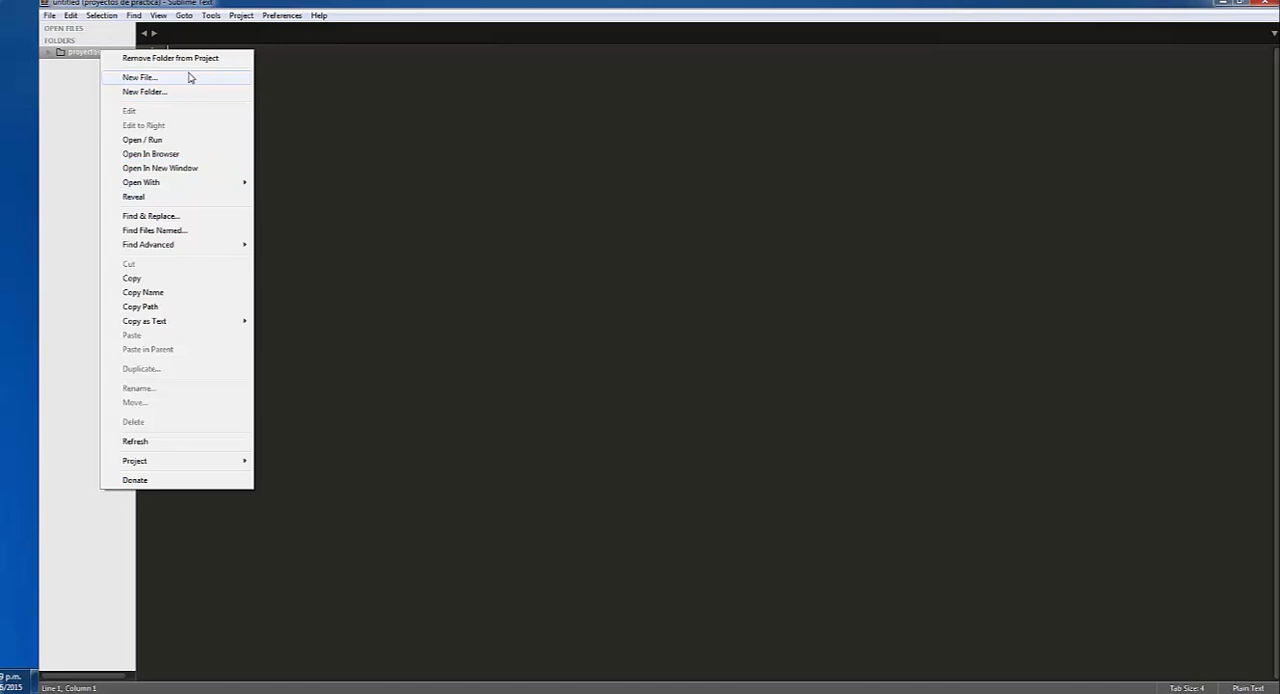 untitled (proyectos de practica) - Sublime Text
File Edit Selection Find View Goto Tools Project Preferences Help
OPEN FILES
FOLDERS
Remove Folder from Project
New File...
New Folder...
Edit
Edit to Right
Open / Run
Open In Browser
Open In New Window
Open With
Reveal
Find & Replace...
Find Files Named...
Find Advanced
Cut
Copy
Copy Name
Copy Path
Copy as Text
Paste
Paste in Parent
Duplicate...
Rename...
Move...
Delete
Refresh
Project
Donate
9 p.m.
5/2015
Line 1, Column 1
Tab Size: 4
Plain Text